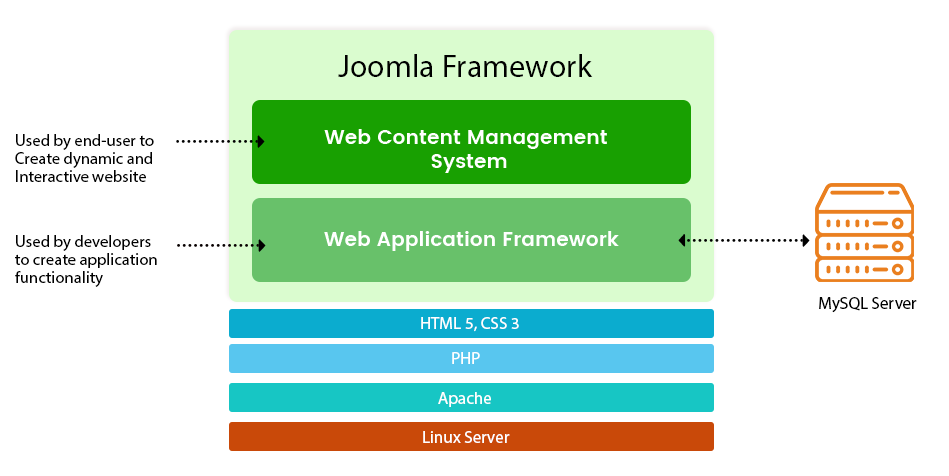 Joomla Framework
Web Content Management
System
Used by end-user to
Create dynamic and
Interactive website
Web Application Framework
Used by developers
to create application
functionality
MySQL Server
HTML 5, CSS 3
PHP
Apache
Linux Server